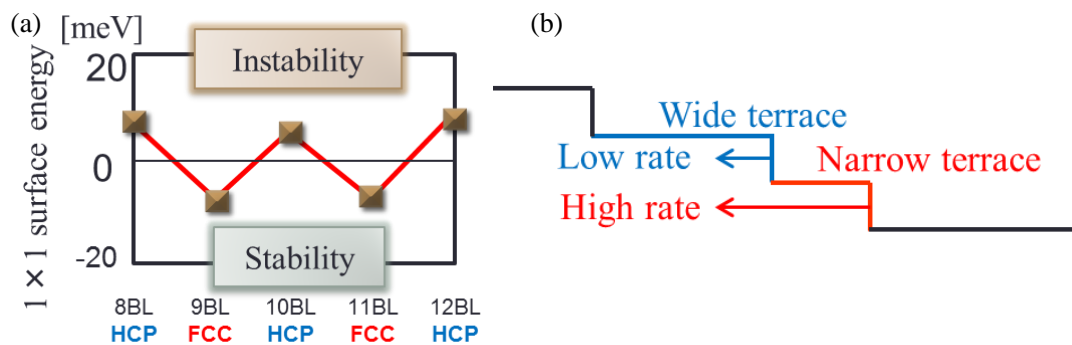 (a)
[meV]
1×1 surface energy
20
0
-20
Instability
Stability
8BL 9BL 10BL 11BL 12BL
HCP FCC HCP FCC HCP
(b)
Wide terrace
Low rate
Narrow terrace
High rate